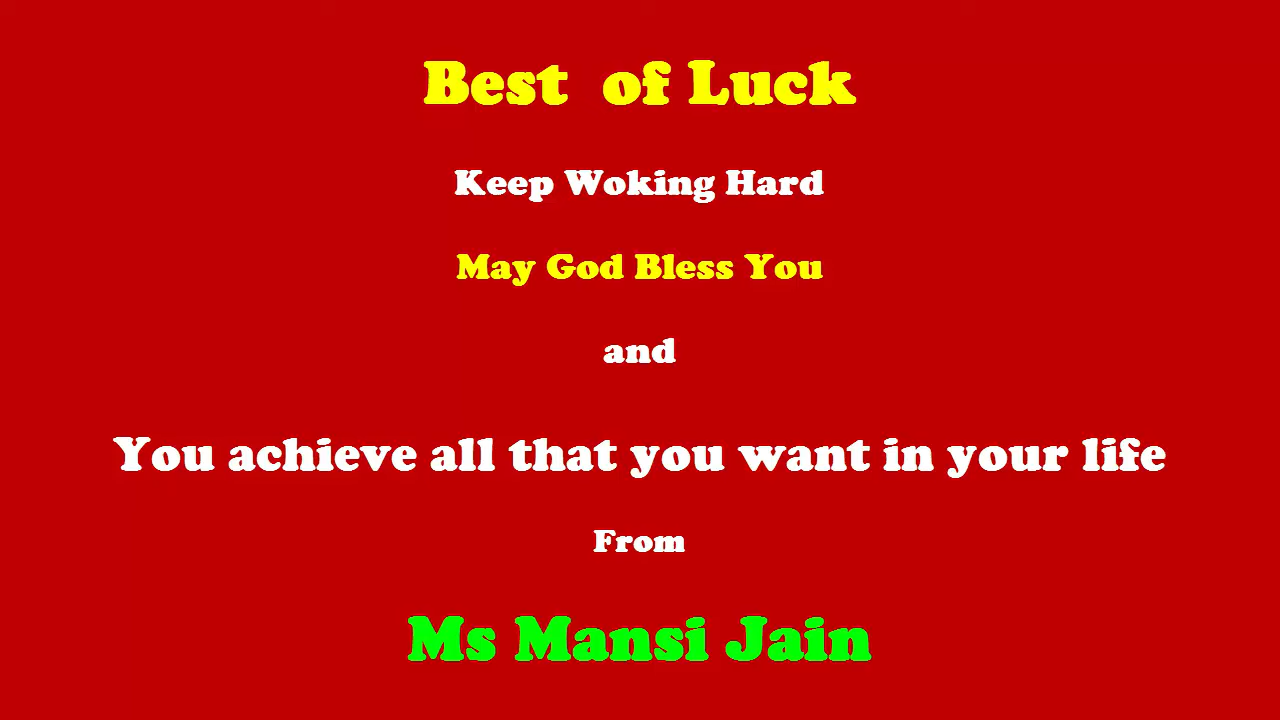 Best of Luck
Keep Woking Hard
May God Bless You
and
You achieve all that you want in your life
From
Ms Mansi Jain